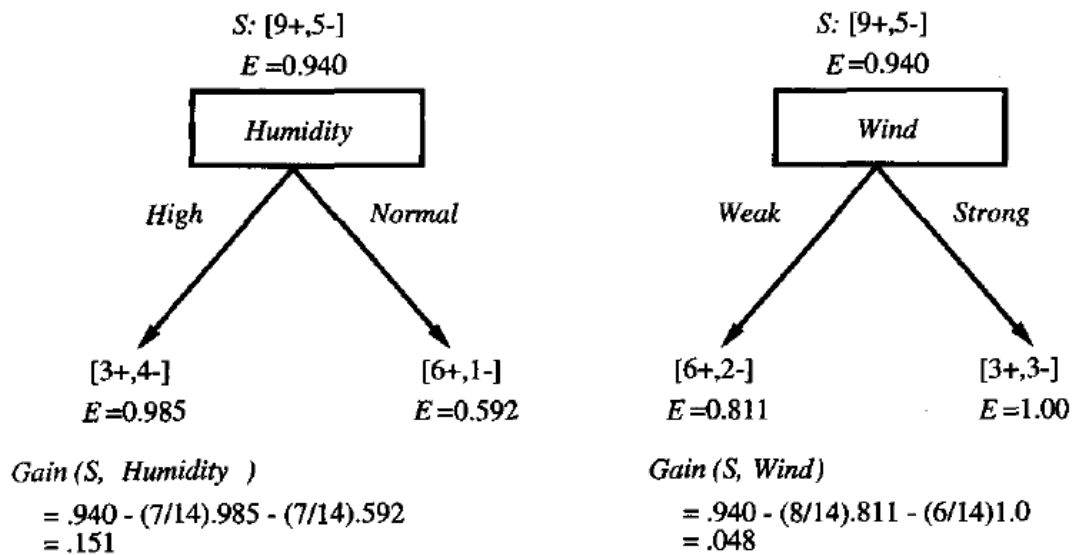 S: [9+,5-]
E =0.940
Humidity
High
Normal
[3+,4-]
E=0.985
[6+,1-]
E=0.592
Gain (S, Humidity )
= .940 - (7/14).985 - (7/14).592
= .151
S: [9+,5-]
E=0.940
Wind
Weak
Strong
[6+,2-]
E=0.811
[3+,3-]
E=1.00
Gain (S, Wind)
= .940 - (8/14).811 - (6/14)1.0
= .048